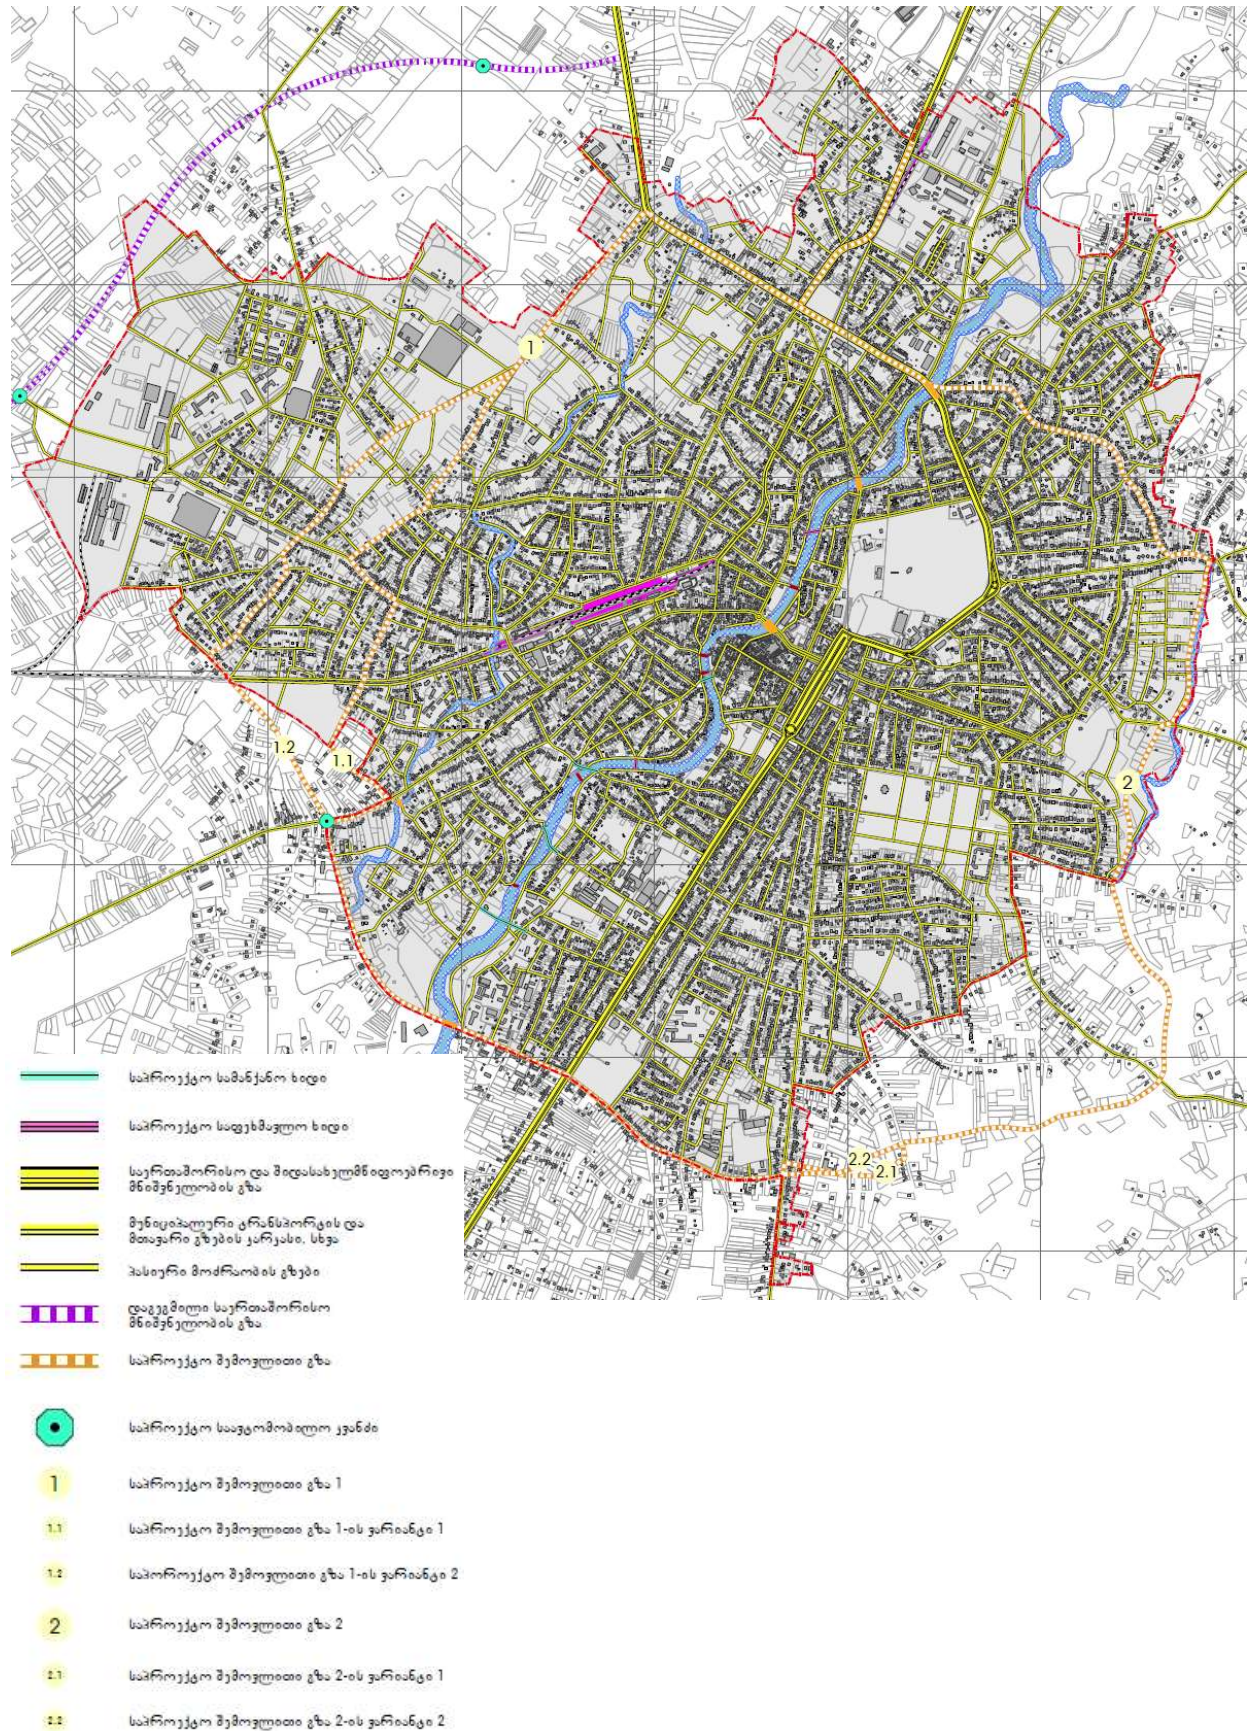 1
1.2
1.1
2
2.2
2.1
საპროექტო სამანქანო ხიდი
საპროექტო საფეხმავლო ხიდი
საერთაშორისო და შიდასახელმწიფოებრივი
მნიშვნელობის გზა
მუნიციპალური ტრანსპორტის და
მთავარი გზების კარკასი, სხვა
პასიური მოძრაობის გზები
დაგეგმილი საერთაშორისო
მნიშვნელობის გზა
საპროექტო შემოვლითი გზა
საპროექტო საავტომობილო კვანძი
1 საპროექტო შემოვლითი გზა 1
1.1 საპროექტო შემოვლითი გზა 1-ის ვარიანტი 1
1.2 საპოროექტო შემოვლითი გზა 1-ის ვარიანტი 2
2 საპროექტო შემოვლითი გზა 2
2.1 საპროექტო შემოვლითი გზა 2-ის ვარიანტი 1
2.2 საპროექტო შემოვლითი გზა 2-ის ვარიანტი 2